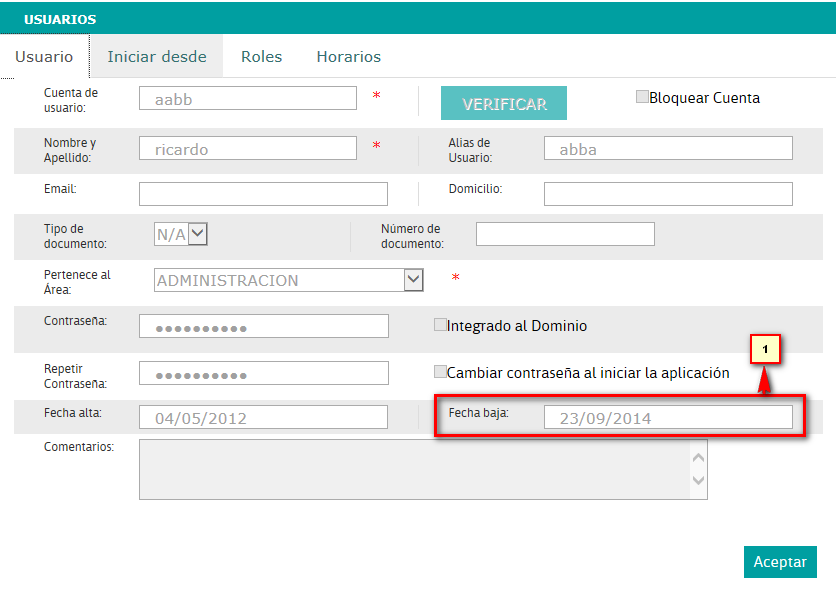 USUARIOS
Usuario Iniciar desde Roles Horarios
Cuenta de
usuario:
aabb
*
VERIFICAR
Bloquear Cuenta
Nombre y
Apellido:
ricardo
*
Alias de
Usuario:
abba
Email:
Domicilio:
Tipo de
documento:
N/A
Número de
documento:
Pertenece al
Área:
ADMINISTRACION
*
Contraseña:
●●●●●●●●●●
Integrado al Dominio
1
Repetir
Contraseña:
●●●●●●●●●●
Cambiar contraseña al iniciar la aplicación
Fecha alta:
04/05/2012
Fecha baja:
23/09/2014
Comentarios:
Aceptar